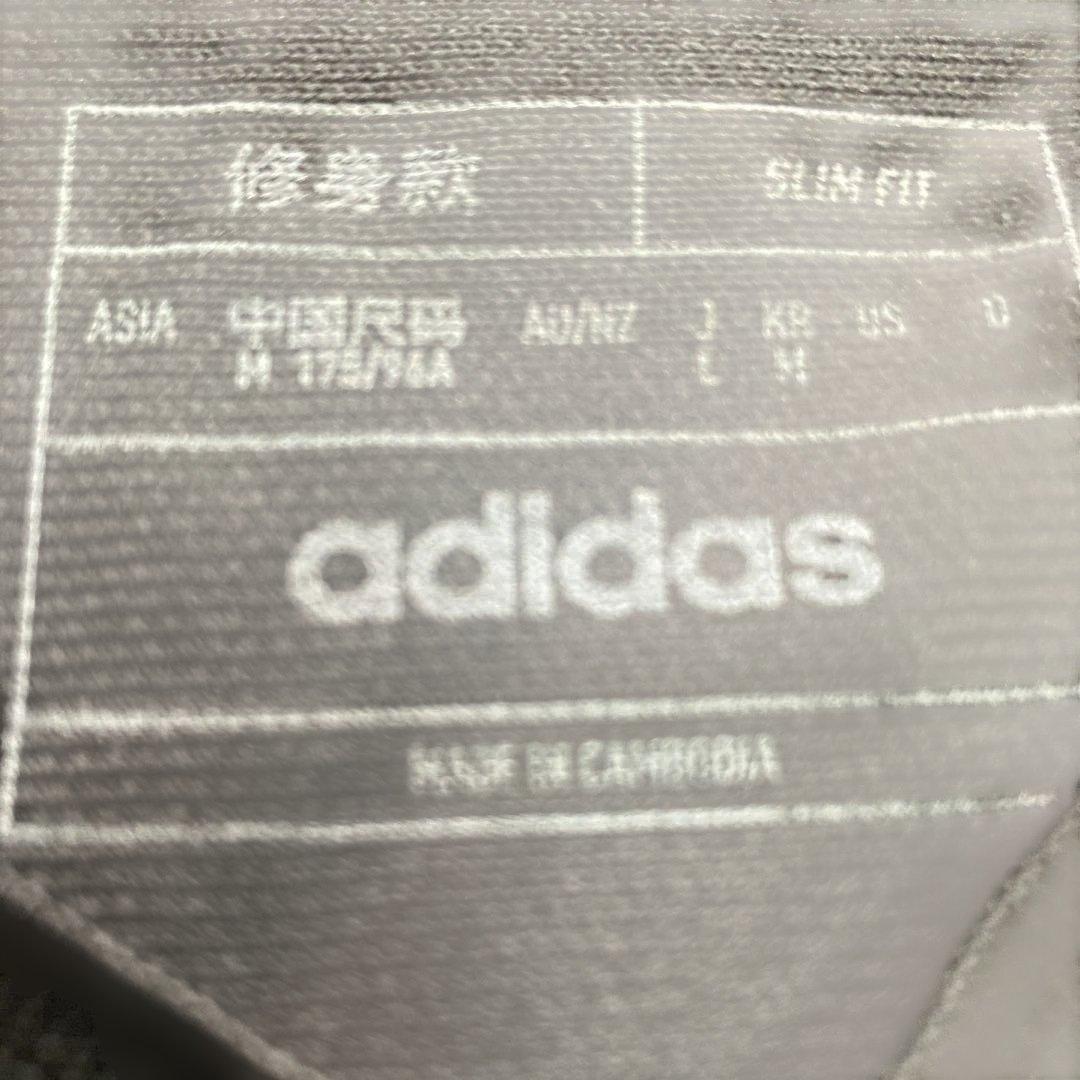 修身款 SLIM FIT
ASIA 中国尺码 AU/NZ J KR US D
M 175/96A L M
adidas
MADE IN CAMBODIA